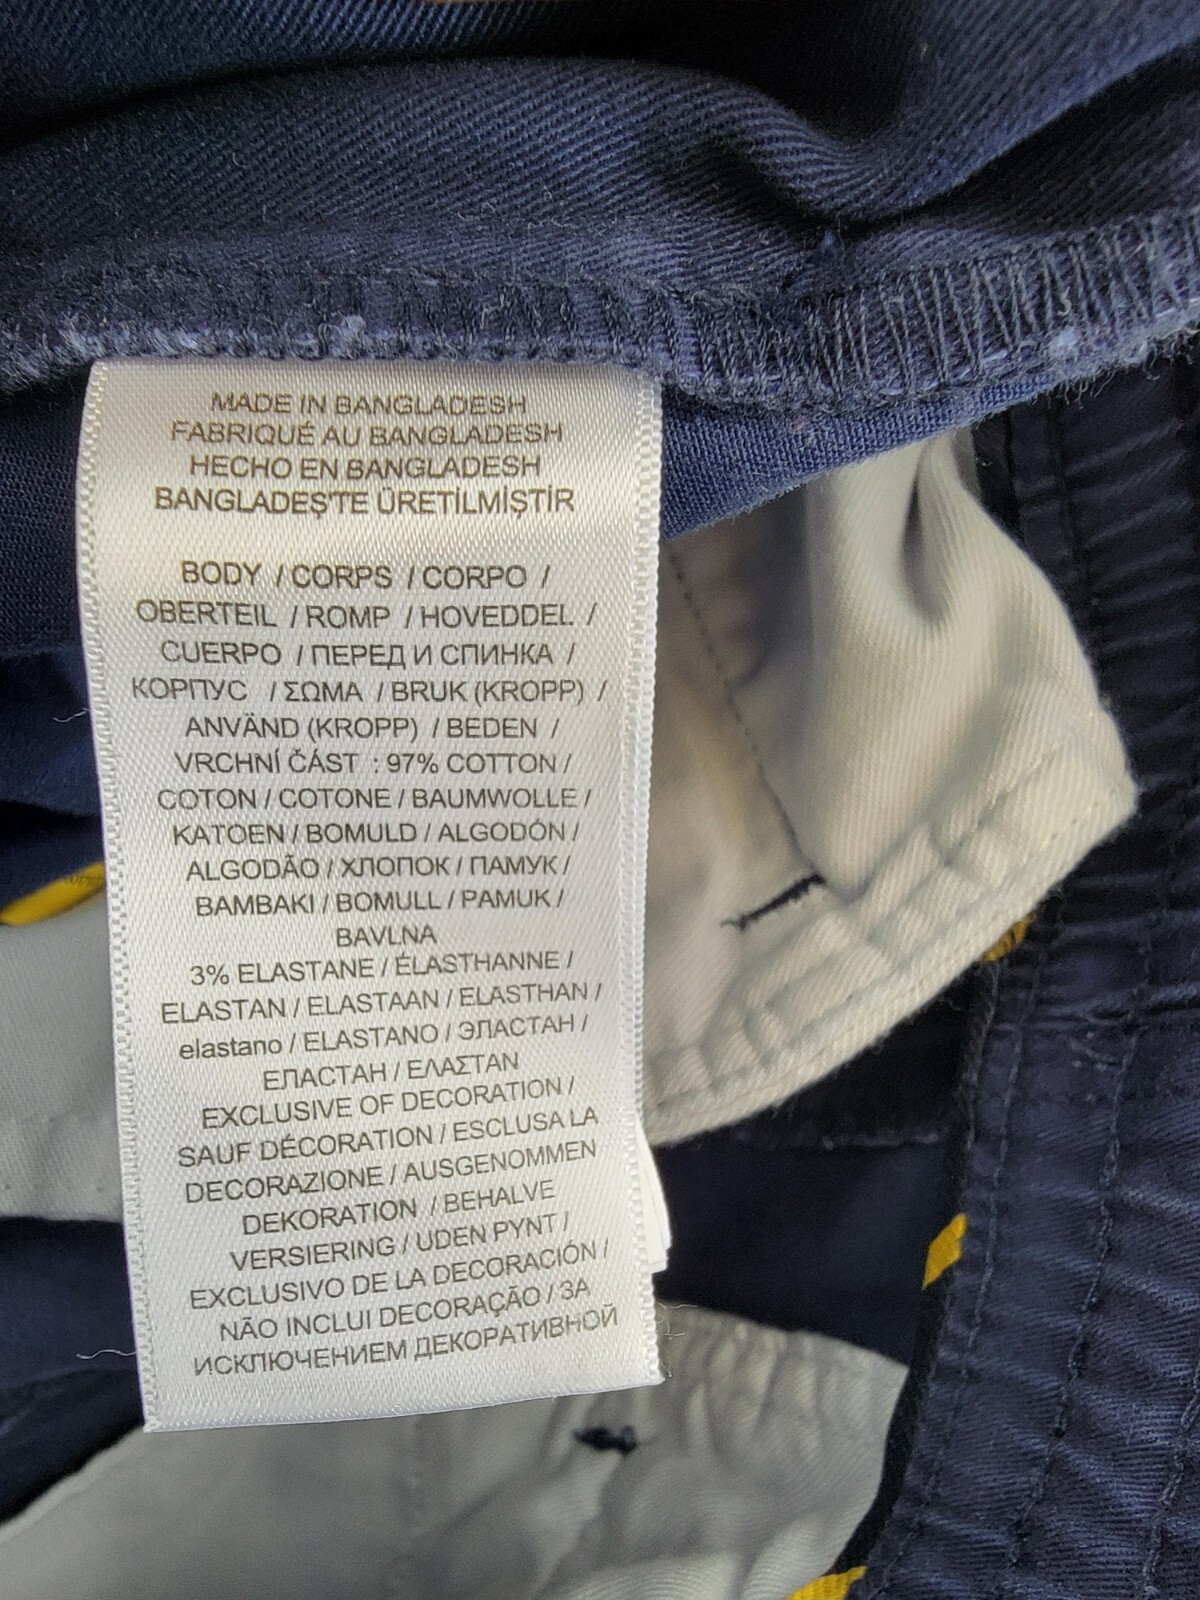 MADE IN BANGLADESH
FABRIQUÉ AU BANGLADESH
HECHO EN BANGLADESH
BANGLADEŞ'TE ÜRETİLMİŞTİR
BODY / CORPS / CORPO /
OBERTEIL / ROMP / HOVEDDEL /
CUERPO / ПЕРЕД И СПИНКА /
КОРПУС / ΣΩΜΑ / BRUK (KROPP) /
ANVÄND (KROPP) / BEDEN /
VRCHNÍ ČÁST : 97% COTTON /
COTON / COTONE / BAUMWOLLE /
KATOEN / BOMULD / ALGODÓN /
ALGODÃO / ХЛОПОК / ПАМУК /
ΒΑΜΒΑΚΙ / BOMULL / PAMUK /
BAVLNA
3% ELASTANE / ÉLASTHANNE /
ELASTAN / ELASTAAN / ELASTHAN /
elastano / ELASTANO / ЭЛАСТАН /
ЕЛАСТАН / ΕΛΑΣΤΑΝ
EXCLUSIVE OF DECORATION /
SAUF DÉCORATION / ESCLUSA LA
DECORAZIONE / AUSGENOMMEN
DEKORATION / BEHALVE
VERSIERING / UDEN PYNT /
EXCLUSIVO DE LA DECORACIÓN /
NÃO INCLUI DECORAÇÃO / ЗА
ИСКЛЮЧЕНИЕМ ДЕКОРАТИВНОЙ